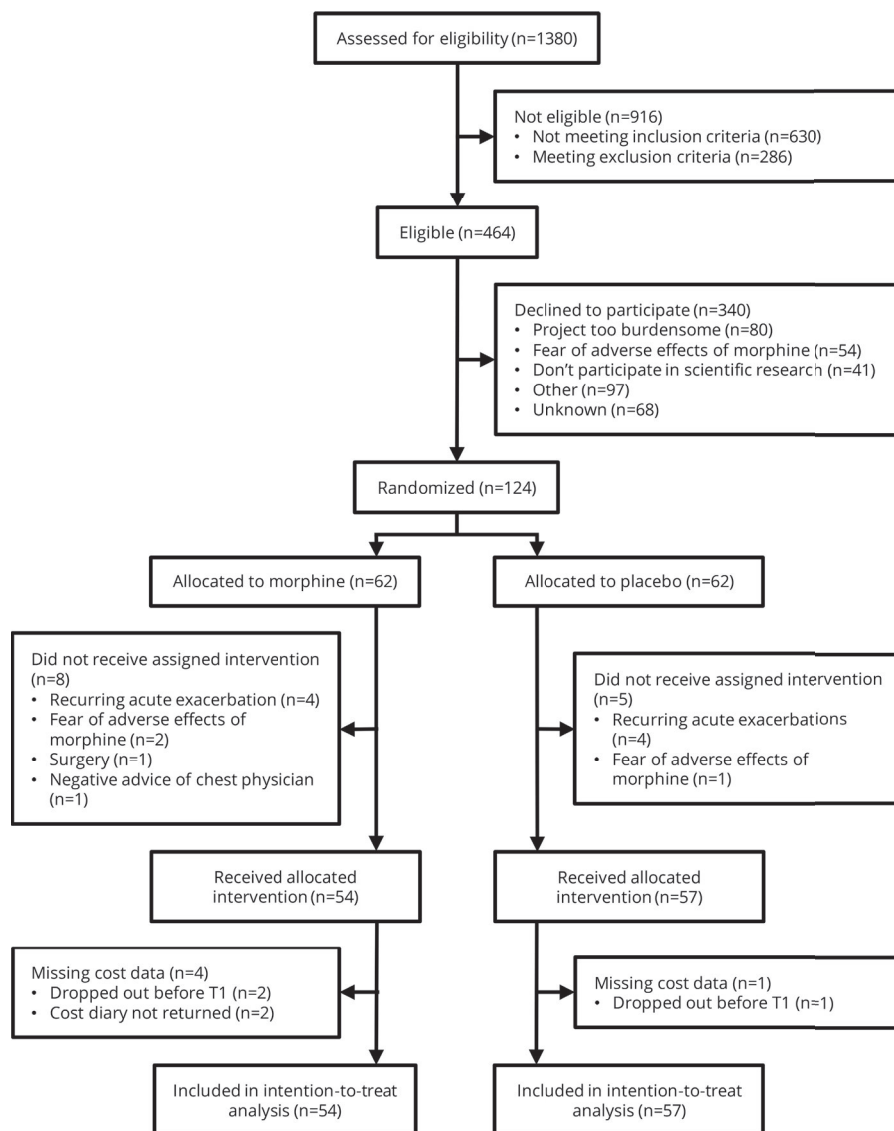 Assessed for eligibility (n=1380)
Not eligible (n=916)
• Not meeting inclusion criteria (n=630)
• Meeting exclusion criteria (n=286)
Eligible (n=464)
Declined to participate (n=340)
• Project too burdensome (n=80)
• Fear of adverse effects of morphine (n=54)
• Don't participate in scientific research (n=41)
• Other (n=97)
• Unknown (n=68)
Randomized (n=124)
Allocated to morphine (n=62)
Allocated to placebo (n=62)
Did not receive assigned intervention
(n=8)
• Recurring acute exacerbation (n=4)
• Fear of adverse effects of
morphine (n=2)
• Surgery (n=1)
• Negative advice of chest physician
(n=1)
Did not receive assigned intervention
(n=5)
• Recurring acute exacerbations
(n=4)
• Fear of adverse effects of
morphine (n=1)
Received allocated
intervention (n=54)
Received allocated
intervention (n=57)
Missing cost data (n=4)
• Dropped out before T1 (n=2)
• Cost diary not returned (n=2)
Missing cost data (n=1)
• Dropped out before T1 (n=1)
Included in intention-to-treat
analysis (n=54)
Included in intention-to-treat
analysis (n=57)